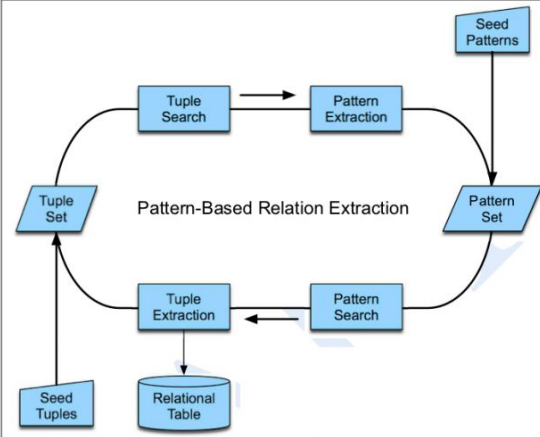 Seed
Patterns
Tuple
Search
Pattern
Extraction
Tuple
Set
Pattern-Based Relation Extraction
Pattern
Set
Tuple
Extraction
Pattern
Search
Seed
Tuples
Relational
Table